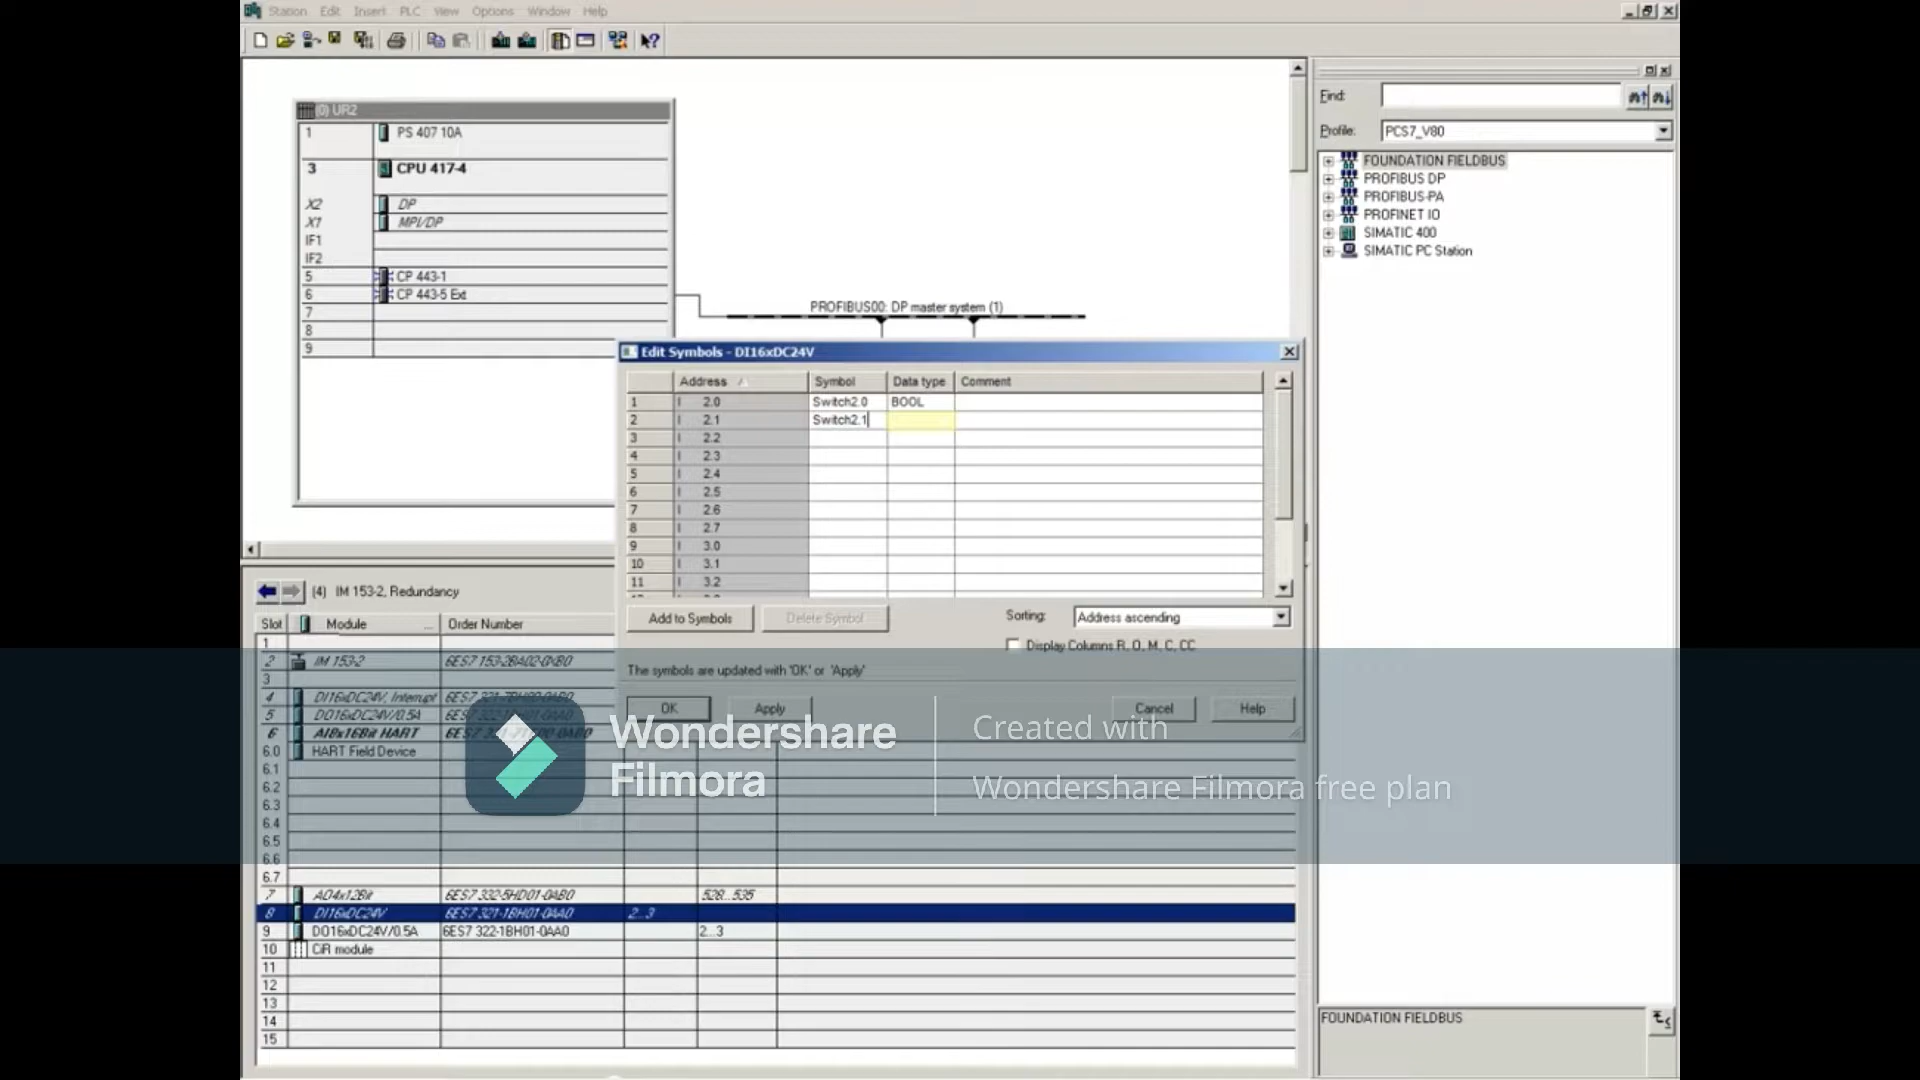 Station Edit Insert PLC View Options Window Help
(0) UR2
1 PS 407 10A
3 CPU 417-4
X2 DP
X1 MPI/DP
IF1
IF2
5 CP 443-1
6 CP 443-5 Ext
7
8
9
PROFIBUS00: DP master system (1)
Edit Symbols - DI16xDC24V
Address Symbol Data type Comment
1 I 2.0 Switch2.0 BOOL
2 I 2.1 Switch2.1
3 I 2.2
4 I 2.3
5 I 2.4
6 I 2.5
7 I 2.6
8 I 2.7
9 I 3.0
10 I 3.1
11 I 3.2
Add to Symbols Delete Symbol Sorting: Address ascending
Display Columns R, O, M, C, CC
The symbols are updated with 'OK' or 'Apply'
OK Apply Cancel Help
(4) IM 153-2, Redundancy
Slot Module ... Order Number
1
2 IM 153-2 6ES7 153-2BA02-0XB0
3
4 DI16xDC24V, Interrupt
5 DO16xDC24V/0.5A
6 AI8x16Bit HART
6.0 HART Field Device
6.1
6.2
6.3
6.4
6.5
6.6
6.7
7 AO4x12Bit 6ES7 332-5HD01-0AB0 528...535
8 DI16xDC24V 6ES7 321-1BH01-0AA0 2...3
9 DO16xDC24V/0.5A 6ES7 322-1BH01-0AA0 2...3
10 CiR module
11
12
13
14
15
Find:
Profile: PCS7_V80
FOUNDATION FIELDBUS
PROFIBUS DP
PROFIBUS-PA
PROFINET IO
SIMATIC 400
SIMATIC PC Station
FOUNDATION FIELDBUS
Wondershare
Filmora
Created with
Wondershare Filmora free plan